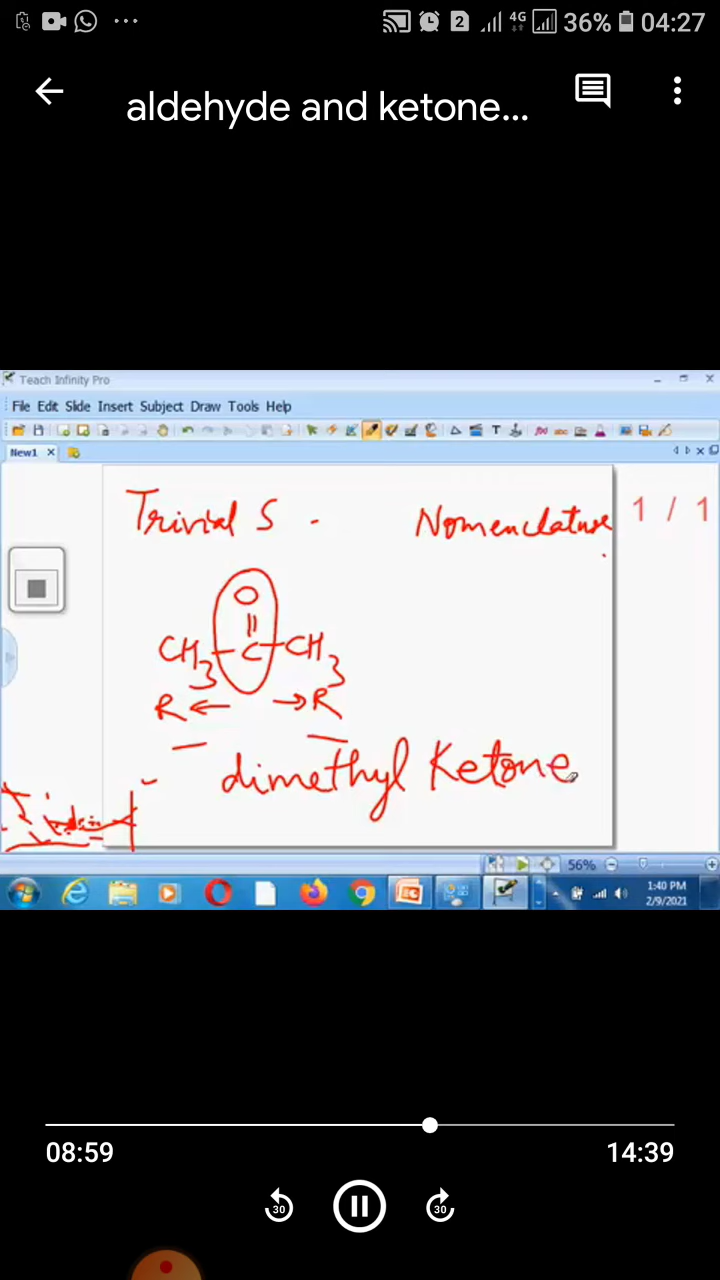 2 4G 36% 04:27
aldehyde and ketone...
Teach Infinity Pro
File Edit Slide Insert Subject Draw Tools Help
New1
Trivial S . Nomenclature 1 / 1
O
||
CH3-C-CH3
R ← → R
dimethyl Ketone
56%
1:40 PM
2/9/2021
08:59 14:39
30 30